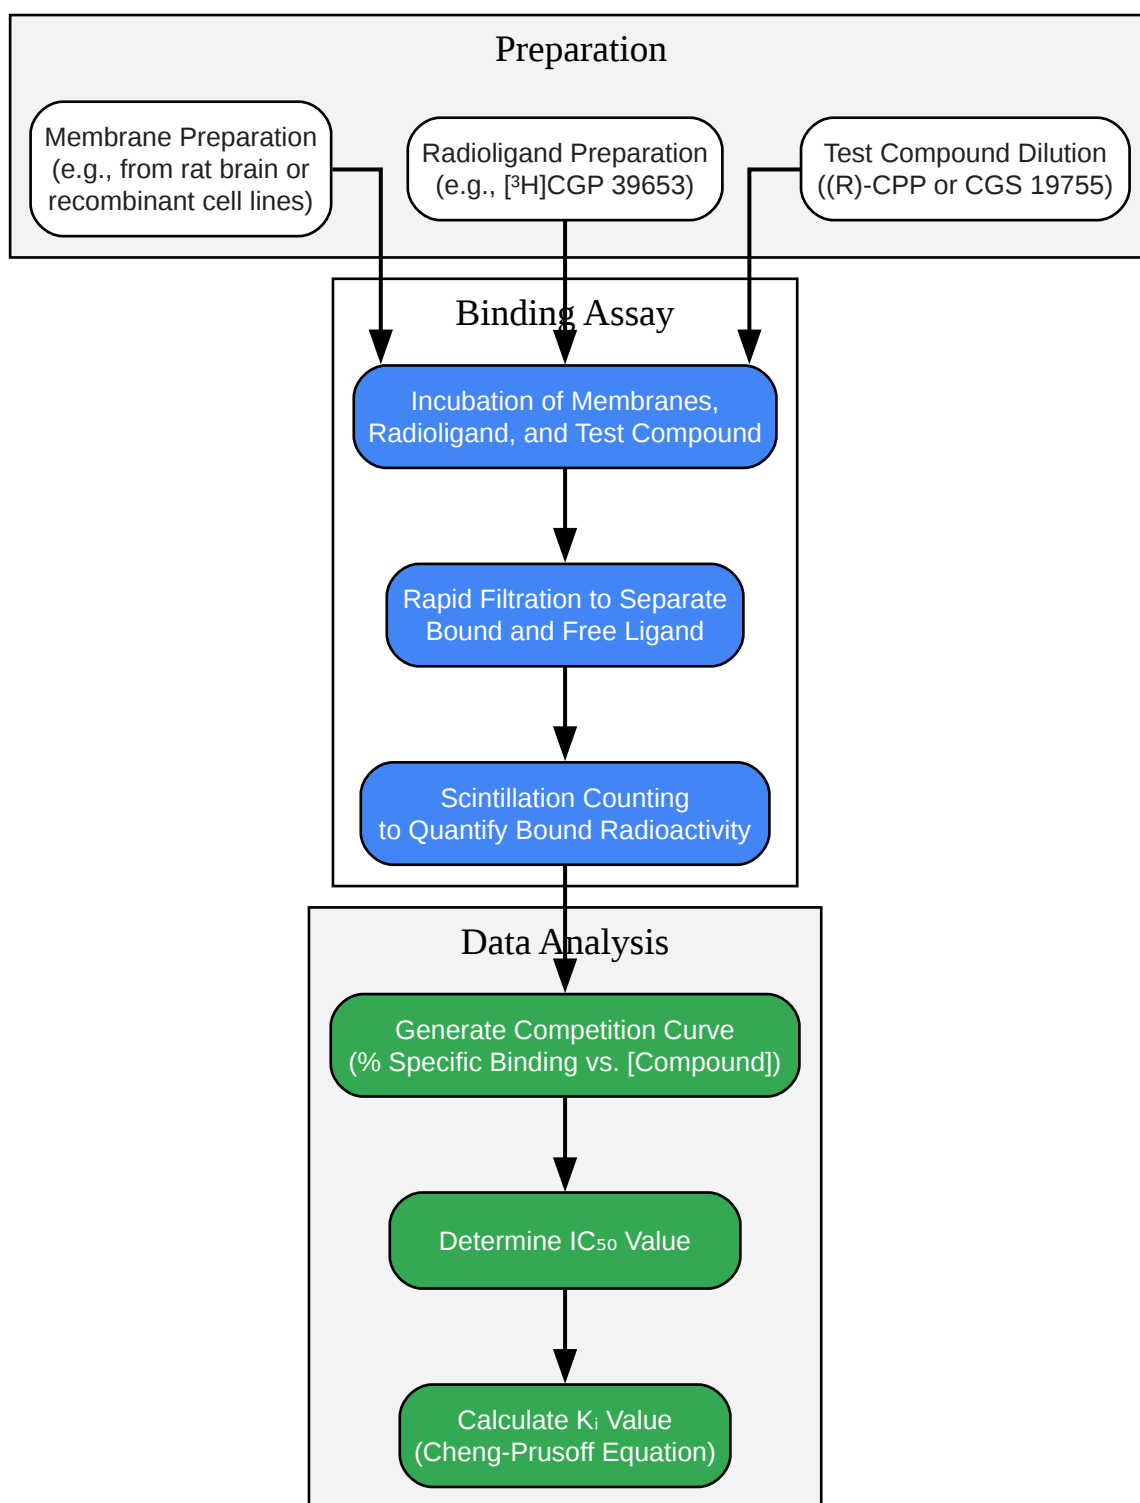 Preparation
Membrane Preparation
(e.g., from rat brain or
recombinant cell lines)
Radioligand Preparation
(e.g., [³H]CGP 39653)
Test Compound Dilution
((R)-CPP or CGS 19755)
Binding Assay
Incubation of Membranes,
Radioligand, and Test Compound
Rapid Filtration to Separate
Bound and Free Ligand
Scintillation Counting
to Quantify Bound Radioactivity
Data Analysis
Generate Competition Curve
(% Specific Binding vs. [Compound])
Determine IC₅₀ Value
Calculate Kᵢ Value
(Cheng-Prusoff Equation)